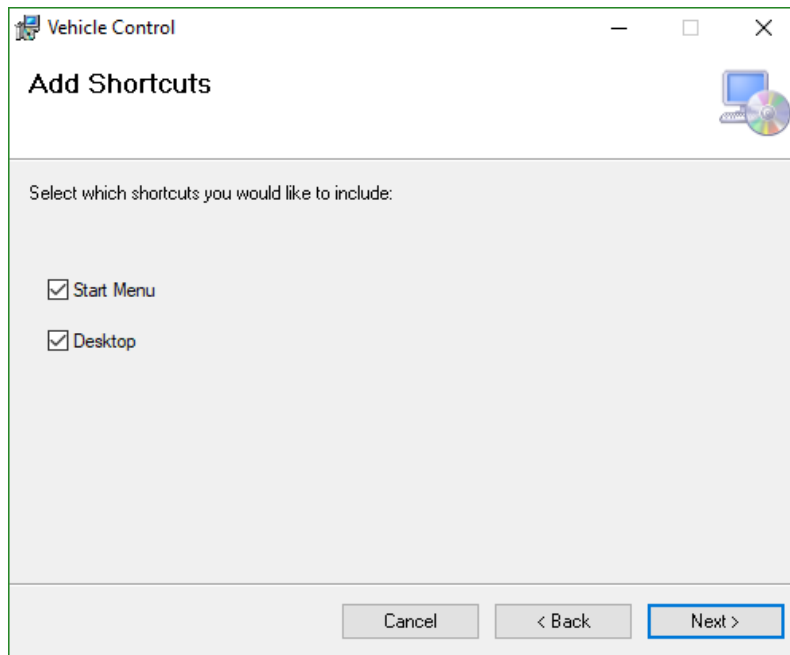 Vehicle Control
Add Shortcuts
Select which shortcuts you would like to include:
Start Menu
Desktop
Cancel
< Back
Next >